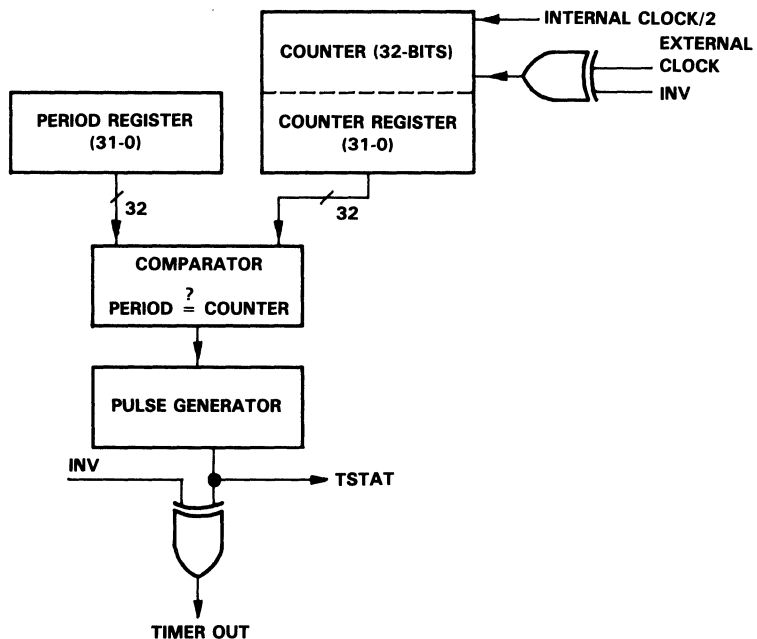 INTERNAL CLOCK/2
COUNTER (32-BITS)
EXTERNAL
CLOCK
INV
PERIOD REGISTER
(31-0)
COUNTER REGISTER
(31-0)
32
32
COMPARATOR
?
PERIOD = COUNTER
PULSE GENERATOR
INV
TSTAT
TIMER OUT